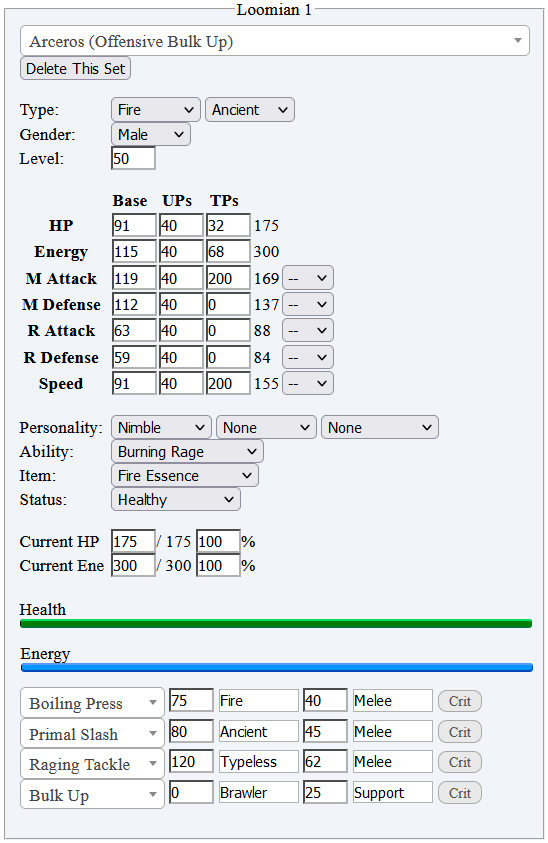 Loomian 1
Arceros (Offensive Bulk Up)
Delete This Set
Type: Fire Ancient
Gender: Male
Level: 50
Base UPs TPs
HP 91 40 32 175
Energy 115 40 68 300
M Attack 119 40 200 169 --
M Defense 112 40 0 137 --
R Attack 63 40 0 88 --
R Defense 59 40 0 84 --
Speed 91 40 200 155 --
Personality: Nimble None None
Ability: Burning Rage
Item: Fire Essence
Status: Healthy
Current HP 175 / 175 100 %
Current Ene 300 / 300 100 %
Health
Energy
Boiling Press 75 Fire 40 Melee Crit
Primal Slash 80 Ancient 45 Melee Crit
Raging Tackle 120 Typeless 62 Melee Crit
Bulk Up 0 Brawler 25 Support Crit